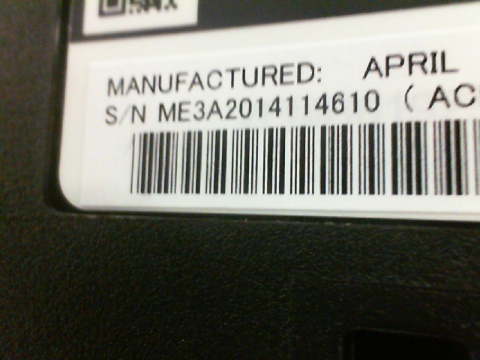 MANUFACTURED: APRIL
S/N ME3A2014114610 ( AC